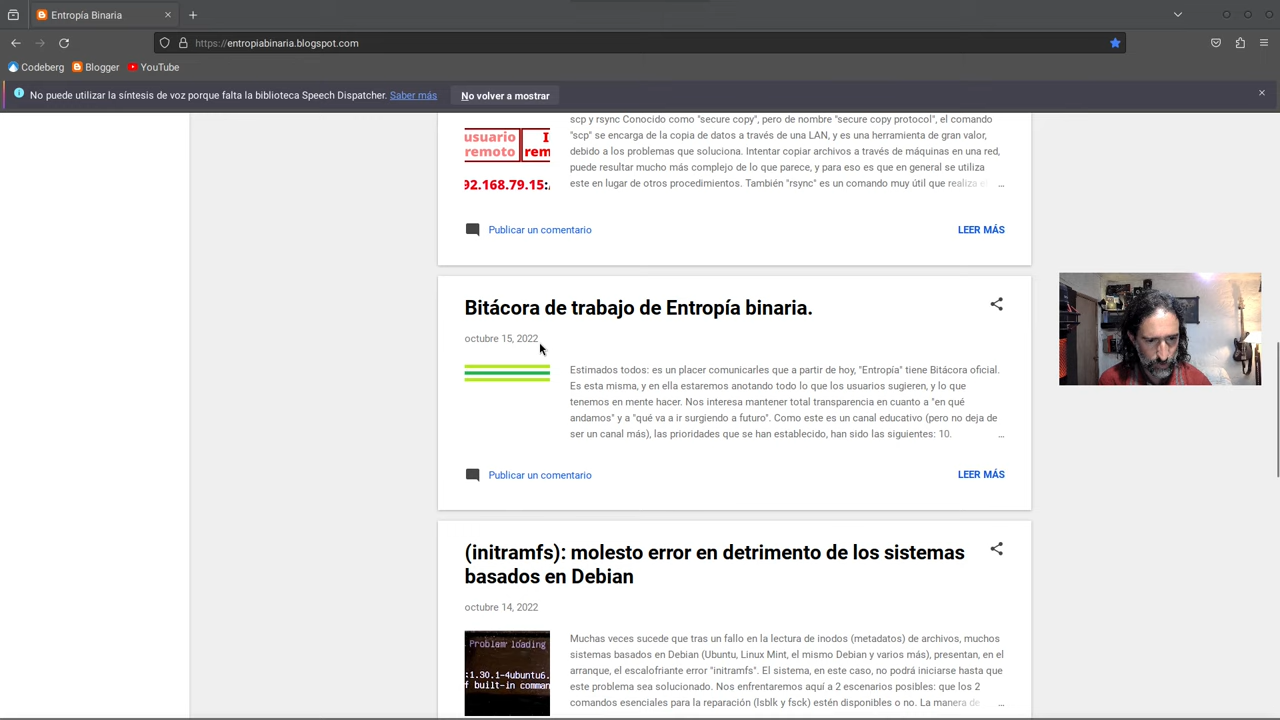 Entropía Binaria
https://entropiabinaria.blogspot.com
Codeberg Blogger YouTube
No puede utilizar la síntesis de voz porque falta la biblioteca Speech Dispatcher. Saber más No volver a mostrar
usuario
remoto
rem
92.168.79.15:
scp y rsync Conocido como "secure copy", pero de nombre "secure copy protocol", el comando
"scp" se encarga de la copia de datos a través de una LAN, y es una herramienta de gran valor,
debido a los problemas que soluciona. Intentar copiar archivos a través de máquinas en una red,
puede resultar mucho más complejo de lo que parece, y para eso es que en general se utiliza
este en lugar de otros procedimientos. También "rsync" es un comando muy útil que realiza ...
Publicar un comentario LEER MÁS
Bitácora de trabajo de Entropía binaria.
octubre 15, 2022
Estimados todos: es un placer comunicarles que a partir de hoy, "Entropía" tiene Bitácora oficial.
Es esta misma, y en ella estaremos anotando todo lo que los usuarios sugieren, y lo que
tenemos en mente hacer. Nos interesa mantener total transparencia en cuanto a "en qué
andamos" y a "qué va a ir surgiendo a futuro". Como este es un canal educativo (pero no deja de
ser un canal más), las prioridades que se han establecido, han sido las siguientes: 10. ...
Publicar un comentario LEER MÁS
(initramfs): molesto error en detrimento de los sistemas
basados en Debian
octubre 14, 2022
Problem loading
:1.30.1-4ubuntu6.
f built-in comman
Muchas veces sucede que tras un fallo en la lectura de inodos (metadatos) de archivos, muchos
sistemas basados en Debian (Ubuntu, Linux Mint, el mismo Debian y varios más), presentan, en el
arranque, el escalofriante error "initramfs". El sistema, en este caso, no podrá iniciarse hasta que
este problema sea solucionado. Nos enfrentaremos aquí a 2 escenarios posibles: que los 2
comandos esenciales para la reparación (lsblk y fsck) estén disponibles o no. La manera de ...